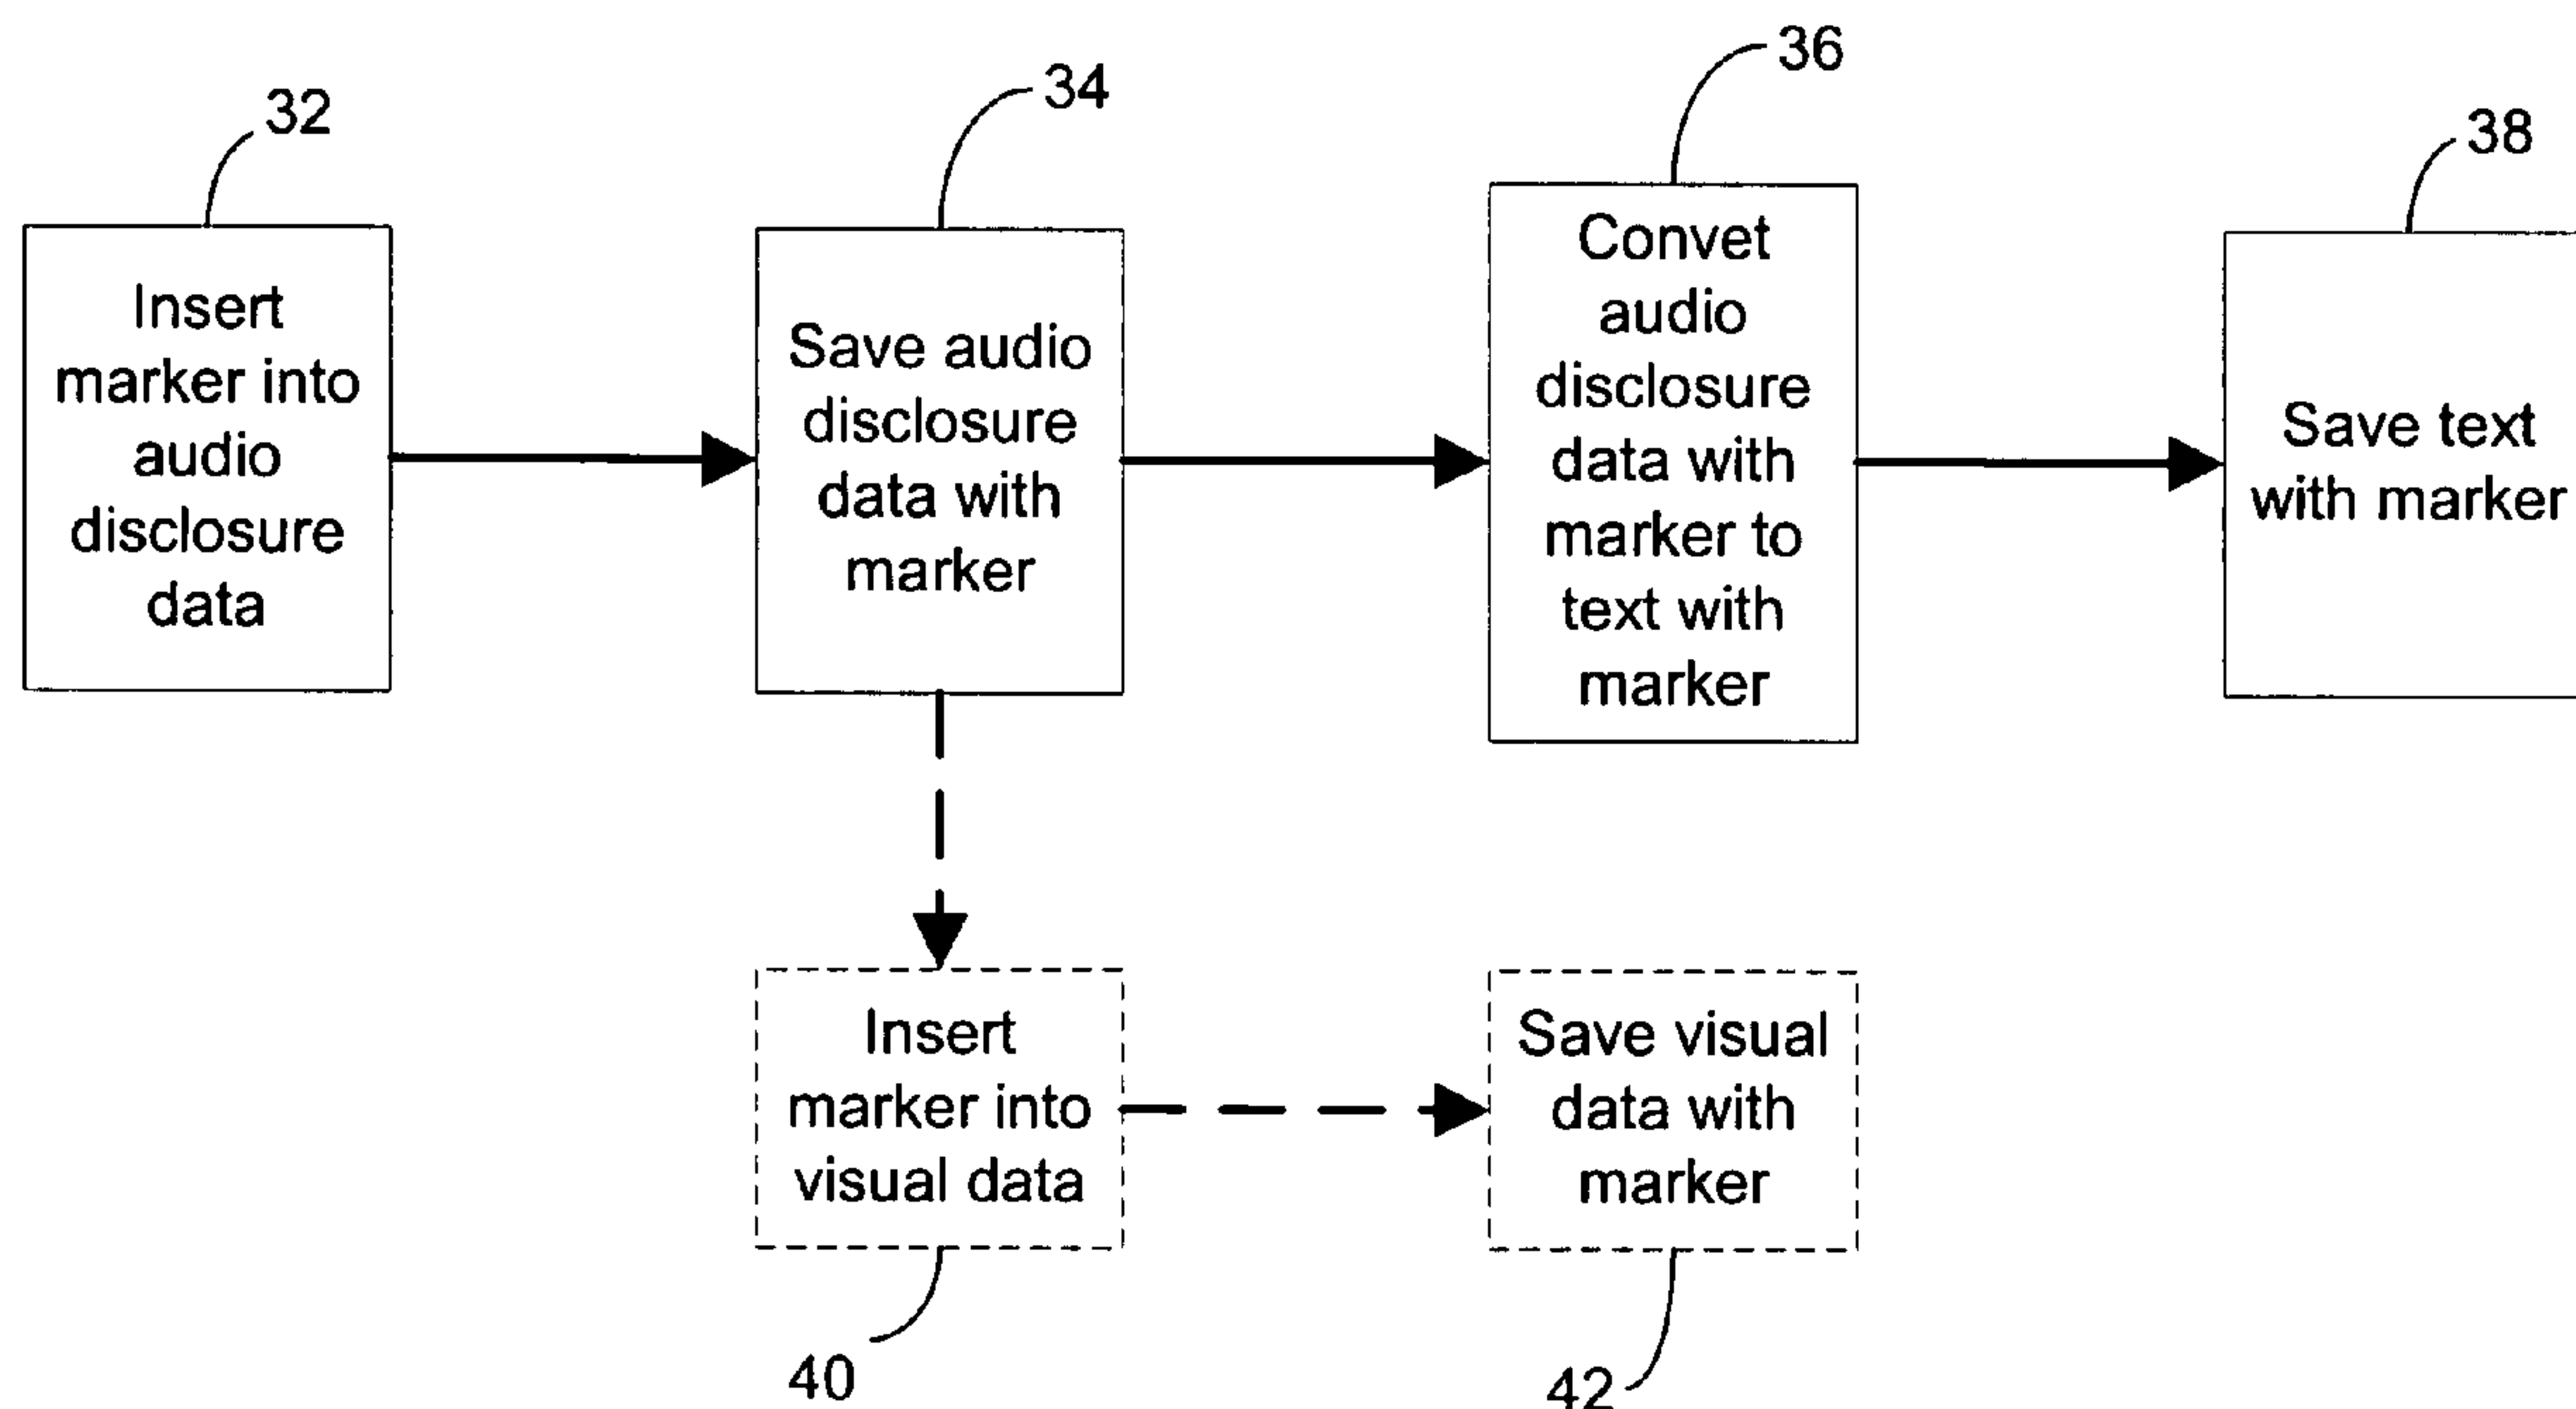 32
Insert
marker into
audio
disclosure
data
34
Save audio
disclosure
data with
marker
36
Convet
audio
disclosure
data with
marker to
text with
marker
38
Save text
with marker
Insert
marker into
visual data
40
Save visual
data with
marker
42